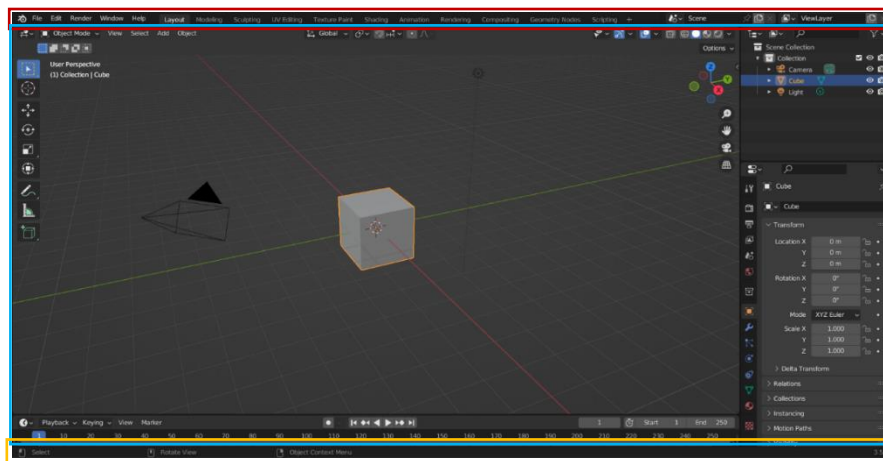 File Edit Render Window Help Layout Modeling Sculpting UV Editing Texture Paint Shading Animation Rendering Compositing Geometry Nodes Scripting + Scene ViewLayer
Object Mode View Select Add Object Global
Options
User Perspective
(1) Collection | Cube
Scene Collection
Collection
Camera
Cube
Light
Cube
Cube
Transform
Location X 0 m
Y 0 m
Z 0 m
Rotation X 0°
Y 0°
Z 0°
Mode XYZ Euler
Scale X 1.000
Y 1.000
Z 1.000
Delta Transform
Relations
Collections
Instancing
Motion Paths
Playback Keying View Marker 1 Start 1 End 250
1 10 20 30 40 50 60 70 80 90 100 110 120 130 140 150 160 170 180 190 200 210 220 230 240 250
Select Rotate View Object Context Menu 3.5